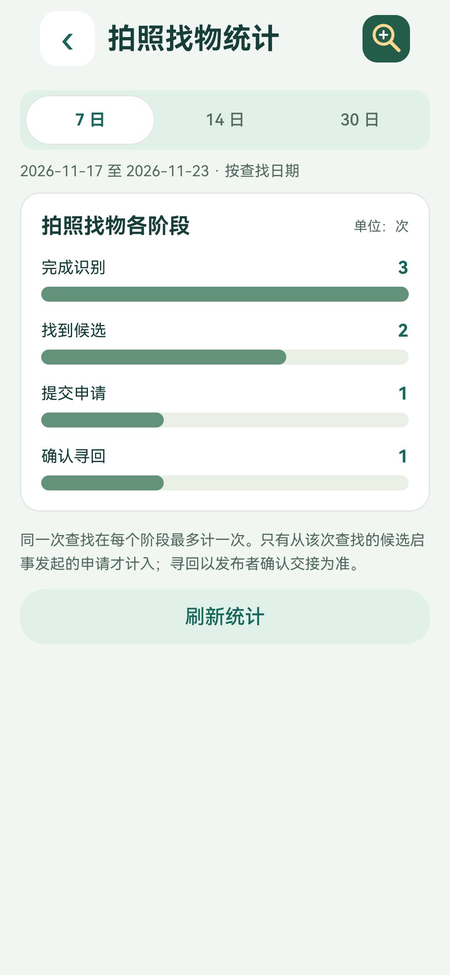 ‹ 拍照找物统计
7 日 14 日 30 日
2026-11-17 至 2026-11-23 · 按查找日期
拍照找物各阶段 单位：次
完成识别 3
找到候选 2
提交申请 1
确认寻回 1
同一次查找在每个阶段最多计一次。只有从该次查找的候选启
事发起的申请才计入；寻回以发布者确认交接为准。
刷新统计